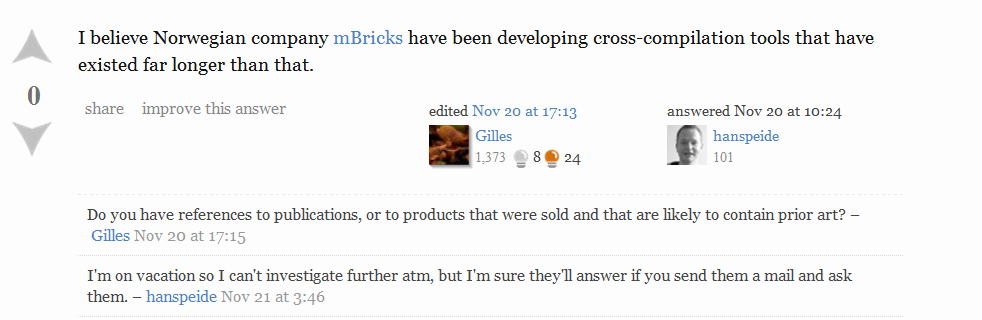 I believe Norwegian company mBricks have been developing cross-compilation tools that have
existed far longer than that.
0
share improve this answer
edited Nov 20 at 17:13
Gilles
1,373 8 24
answered Nov 20 at 10:24
hanspeide
101
Do you have references to publications, or to products that were sold and that are likely to contain prior art? –
Gilles Nov 20 at 17:15
I'm on vacation so I can't investigate further atm, but I'm sure they'll answer if you send them a mail and ask
them. – hanspeide Nov 21 at 3:46